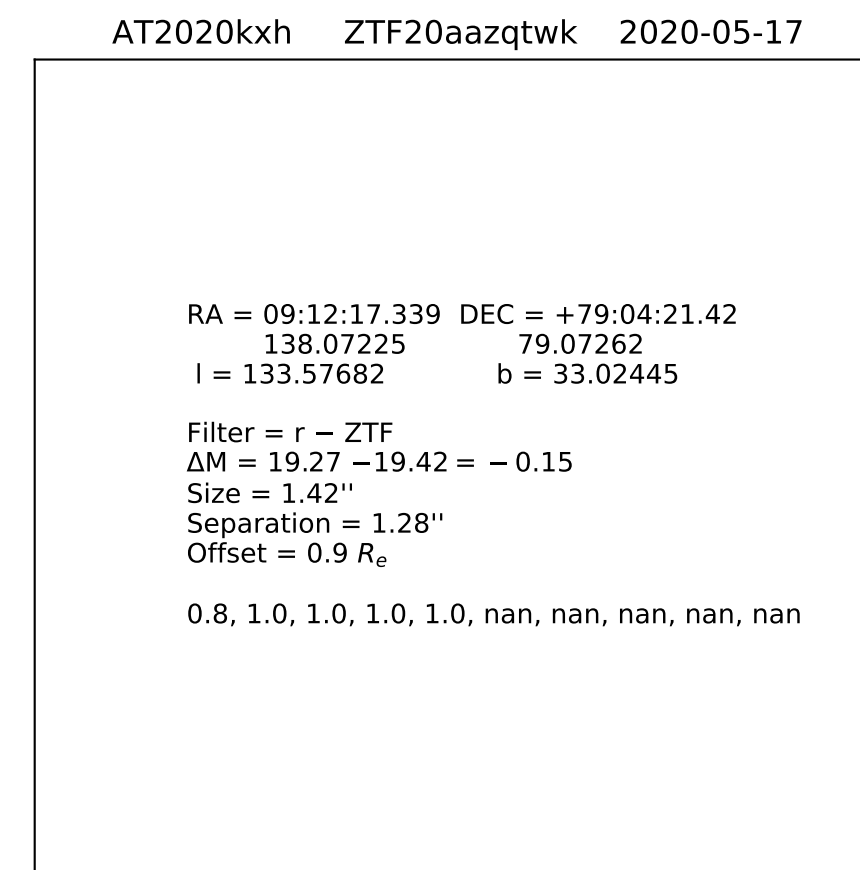 AT2020kxh ZTF20aazqtwk 2020-05-17
RA = 09:12:17.339 DEC = +79:04:21.42
138.07225 79.07262
l = 133.57682 b = 33.02445
Filter = r − ZTF
ΔM = 19.27 −19.42 = − 0.15
Size = 1.42''
Separation = 1.28''
Offset = 0.9 Re
0.8, 1.0, 1.0, 1.0, 1.0, nan, nan, nan, nan, nan